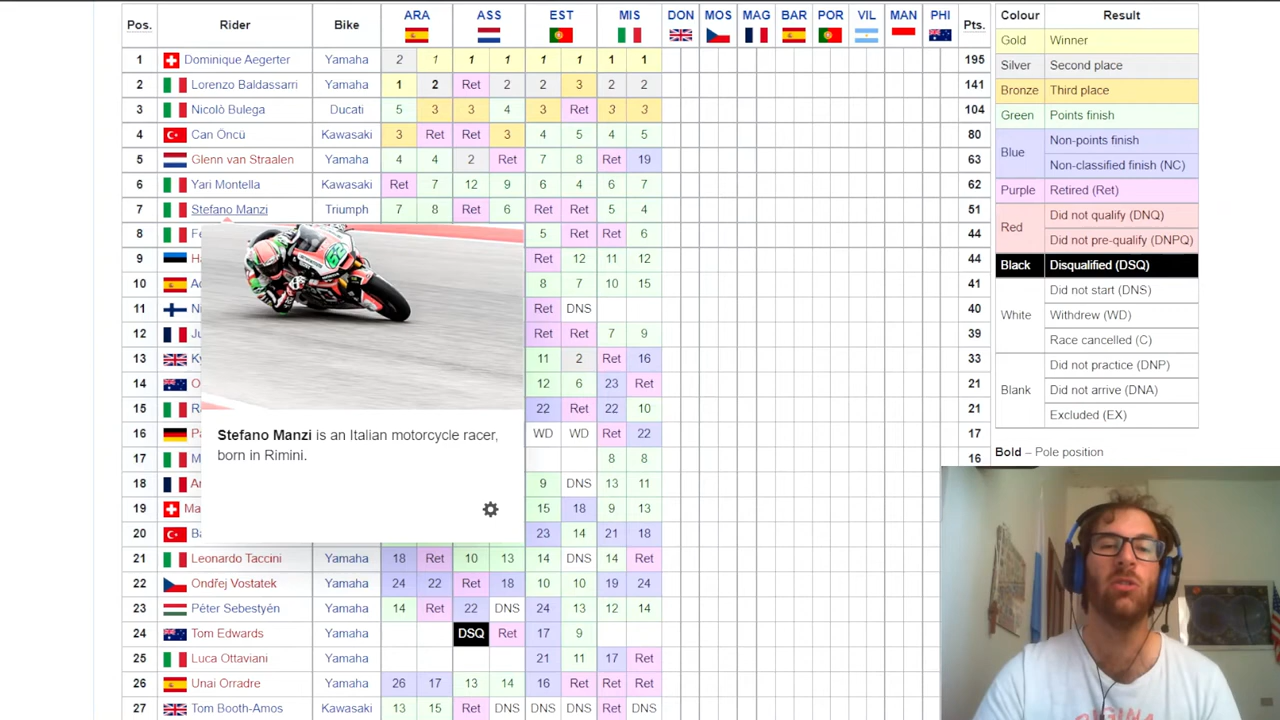 Pos. Rider Bike ARA ASS EST MIS DON MOS MAG BAR POR VIL MAN PHI Pts.
1 Dominique Aegerter Yamaha 2 1 1 1 1 1 1 1 195
2 Lorenzo Baldassarri Yamaha 1 2 Ret 2 2 3 2 2 141
3 Nicolò Bulega Ducati 5 3 3 4 3 Ret 3 3 104
4 Can Öncü Kawasaki 3 Ret Ret 3 4 5 4 5 80
5 Glenn van Straalen Yamaha 4 4 2 Ret 7 8 Ret 19 63
6 Yari Montella Kawasaki Ret 7 12 9 6 4 6 7 62
7 Stefano Manzi Triumph 7 8 Ret 6 Ret Ret 5 4 51
8 5 Ret Ret 6 44
9 Ret 12 11 12 44
10 8 7 10 15 41
11 Ret DNS 40
12 Ret Ret 7 9 39
13 11 2 Ret 16 33
14 12 6 23 Ret 21
15 22 Ret 22 10 21
16 WD WD Ret 22 17
17 8 8 16
18 9 DNS 13 11
19 15 18 9 13
20 23 14 21 18
21 Leonardo Taccini Yamaha 18 Ret 10 13 14 DNS 14 Ret
22 Ondřej Vostatek Yamaha 24 22 Ret 18 10 10 19 24
23 Péter Sebestyén Yamaha 14 Ret 22 DNS 24 13 12 14
24 Tom Edwards Yamaha DSQ Ret 17 9
25 Luca Ottaviani Yamaha 21 11 17 Ret
26 Unai Orradre Yamaha 26 17 13 14 16 Ret Ret Ret
27 Tom Booth-Amos Kawasaki 13 15 Ret DNS DNS DNS Ret DNS
Stefano Manzi is an Italian motorcycle racer,
born in Rimini.
Colour Result
Gold Winner
Silver Second place
Bronze Third place
Green Points finish
Blue Non-points finish
Non-classified finish (NC)
Purple Retired (Ret)
Red Did not qualify (DNQ)
Did not pre-qualify (DNPQ)
Black Disqualified (DSQ)
White Did not start (DNS)
Withdrew (WD)
Race cancelled (C)
Blank Did not practice (DNP)
Did not arrive (DNA)
Excluded (EX)
Bold – Pole position
62